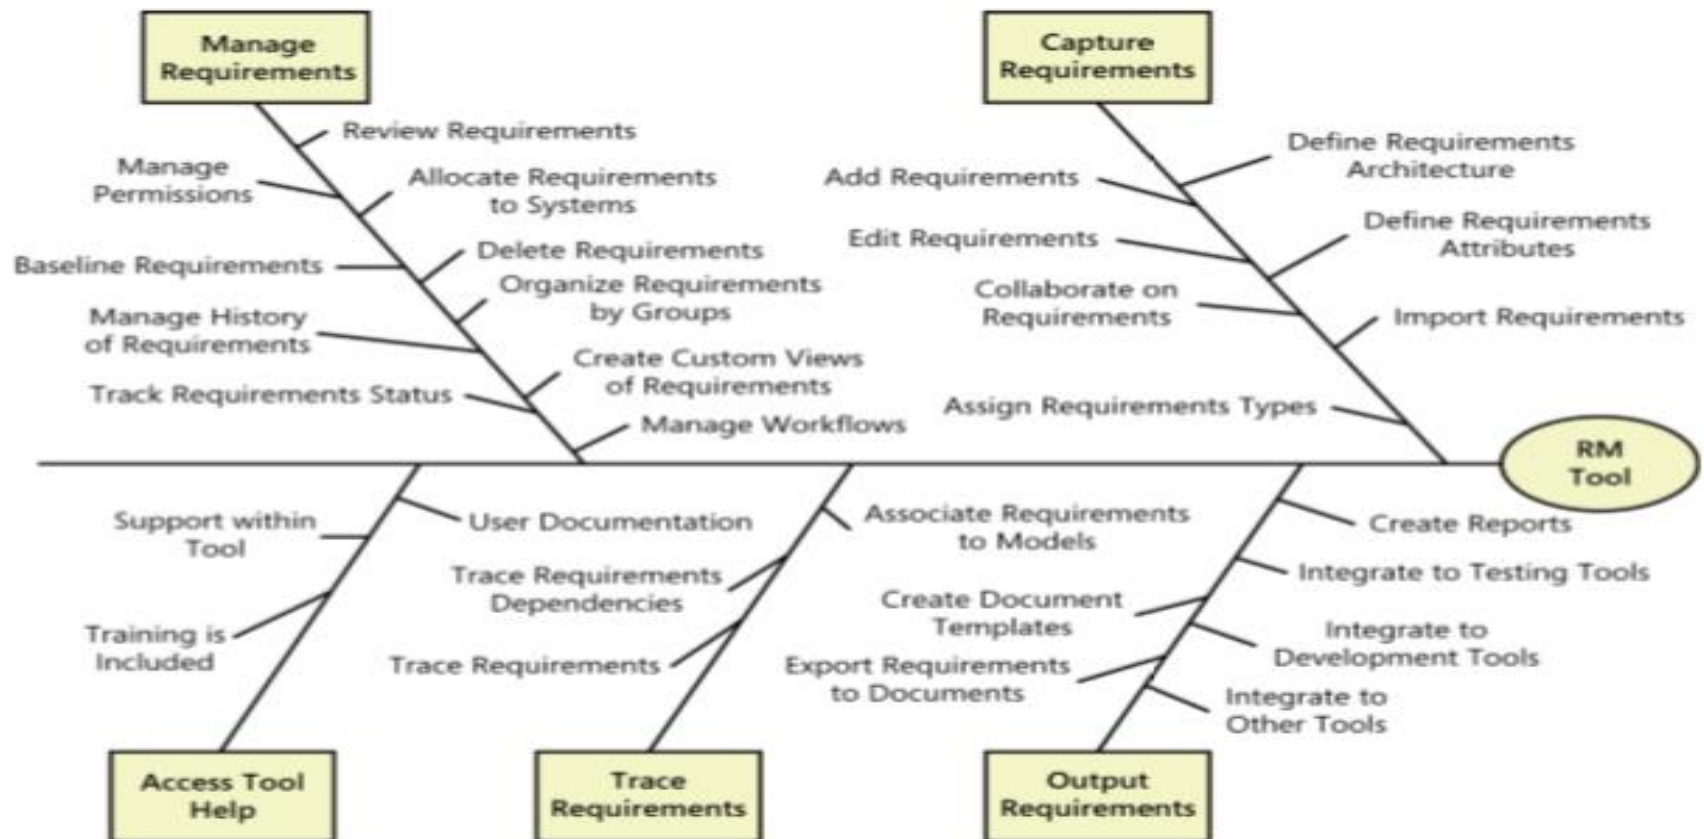 Manage
Requirements
Review Requirements
Manage
Permissions
Allocate Requirements
to Systems
Baseline Requirements
Delete Requirements
Organize Requirements
by Groups
Manage History
of Requirements
Create Custom Views
of Requirements
Track Requirements Status
Manage Workflows
Capture
Requirements
Define Requirements
Architecture
Add Requirements
Define Requirements
Attributes
Edit Requirements
Collaborate on
Requirements
Import Requirements
Assign Requirements Types
RM
Tool
Support within
Tool
User Documentation
Training is
Included
Access Tool
Help
Associate Requirements
to Models
Trace Requirements
Dependencies
Trace Requirements
Trace
Requirements
Create Reports
Integrate to Testing Tools
Create Document
Templates
Integrate to
Development Tools
Export Requirements
to Documents
Integrate to
Other Tools
Output
Requirements